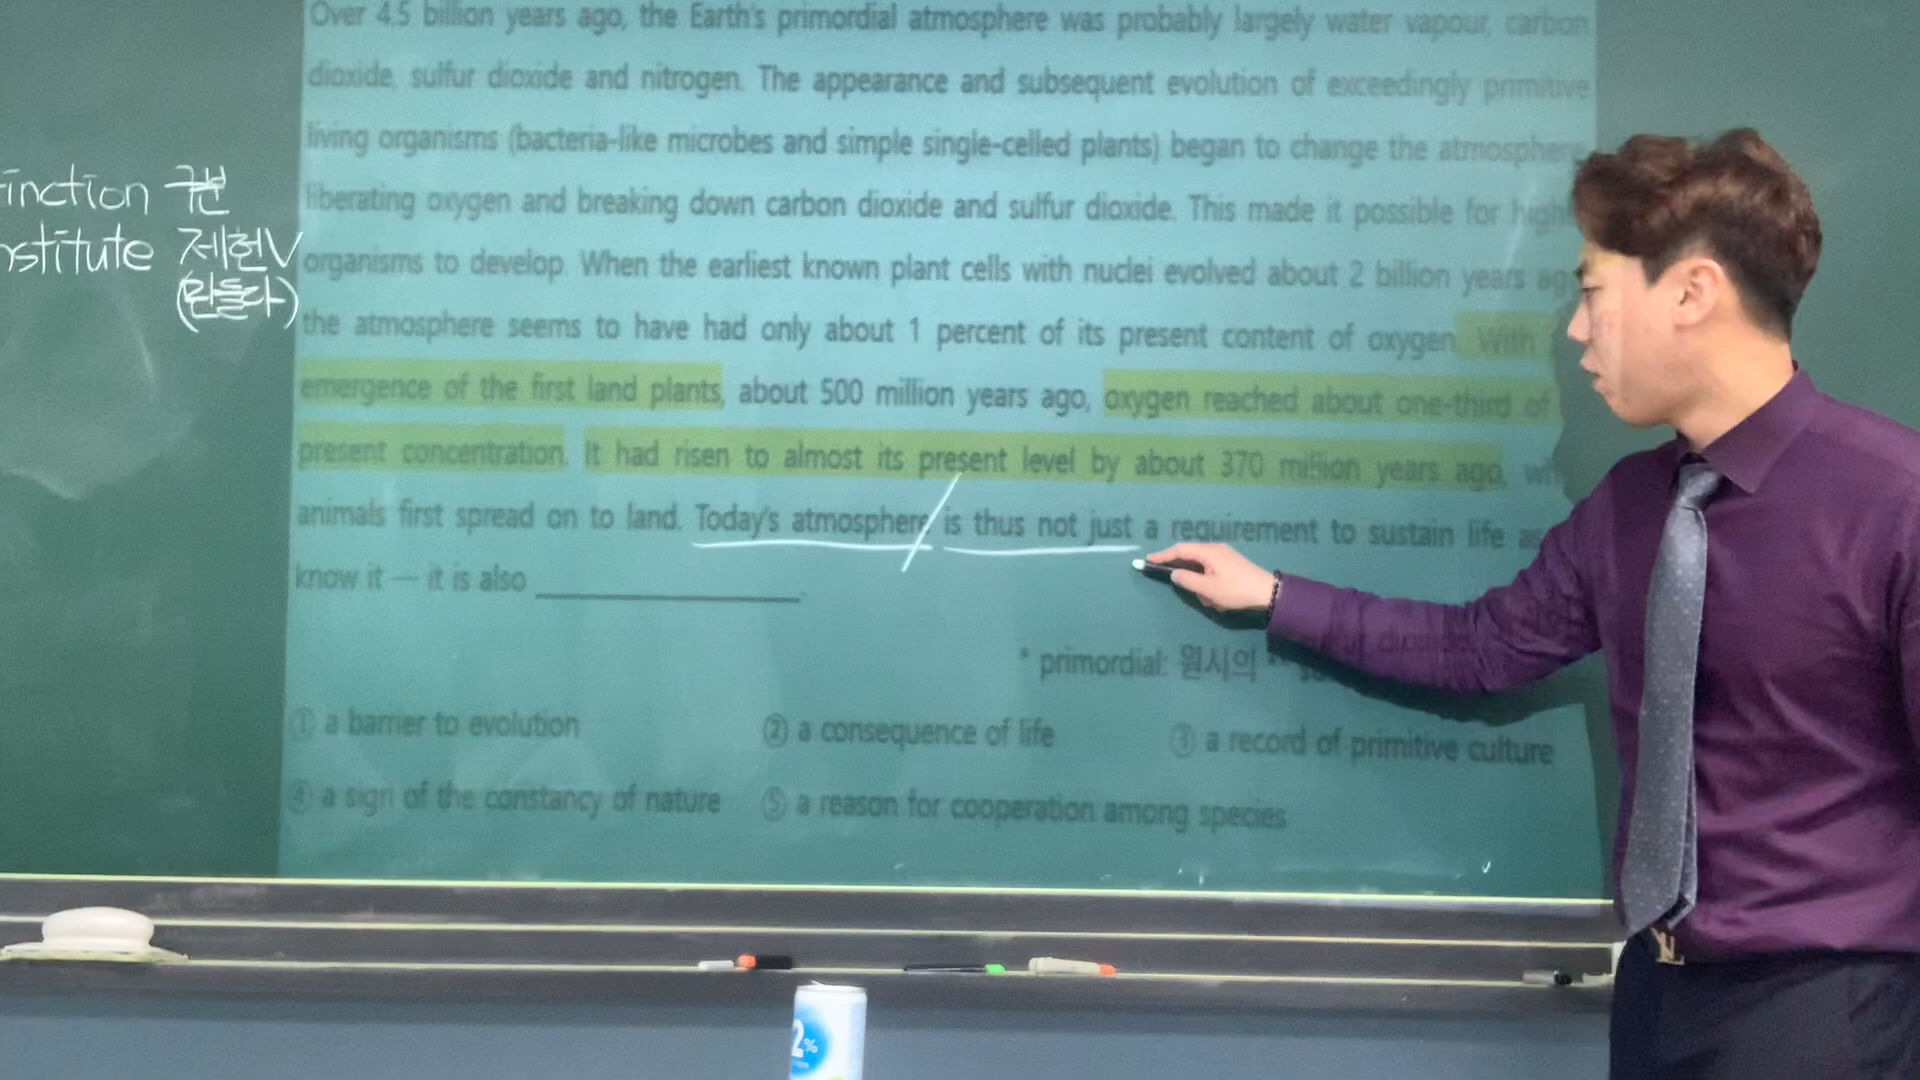 Over 4.5 billion years ago, the Earth's primordial atmosphere was probably largely water vapour, carbon
dioxide, sulfur dioxide and nitrogen. The appearance and subsequent evolution of exceedingly primitive
living organisms (bacteria-like microbes and simple single-celled plants) began to change the atmosphere,
liberating oxygen and breaking down carbon dioxide and sulfur dioxide. This made it possible for high
organisms to develop. When the earliest known plant cells with nuclei evolved about 2 billion years ag
the atmosphere seems to have had only about 1 percent of its present content of oxygen. With
emergence of the first land plants, about 500 million years ago, oxygen reached about one-third of
present concentration. It had risen to almost its present level by about 370 million years ago, wh
animals first spread on to land. Today's atmosphere is thus not just a requirement to sustain life as
know it — it is also
* primordial: 원시의 **
① a barrier to evolution ② a consequence of life ③ a record of primitive culture
④ a sign of the constancy of nature ⑤ a reason for cooperation among species
inction 구분
nstitute 제헌V
(만들다)
2%